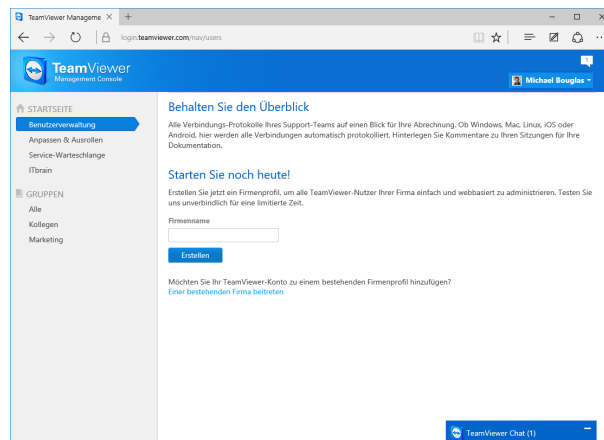 TeamViewer Manageme
login.teamviewer.com/nav/users
TeamViewer
Management Console
1
Michael Bouglas
STARTSEITE
Benutzerverwaltung
Anpassen & Ausrollen
Service-Warteschlange
ITbrain
GRUPPEN
Alle
Kollegen
Marketing
Behalten Sie den Überblick
Alle Verbindungs-Protokolle Ihres Support-Teams auf einen Blick für Ihre Abrechnung. Ob Windows, Mac, Linux, iOS oder
Android, hier werden alle Verbindungen automatisch protokolliert. Hinterlegen Sie Kommentare zu Ihren Sitzungen für Ihre
Dokumentation.
Starten Sie noch heute!
Erstellen Sie jetzt ein Firmenprofil, um alle TeamViewer-Nutzer Ihrer Firma einfach und webbasiert zu administrieren. Testen Sie
uns unverbindlich für eine limitierte Zeit.
Firmenname
Erstellen
Möchten Sie Ihr TeamViewer-Konto zu einem bestehenden Firmenprofil hinzufügen?
Einer bestehenden Firma beitreten
TeamViewer Chat (1)